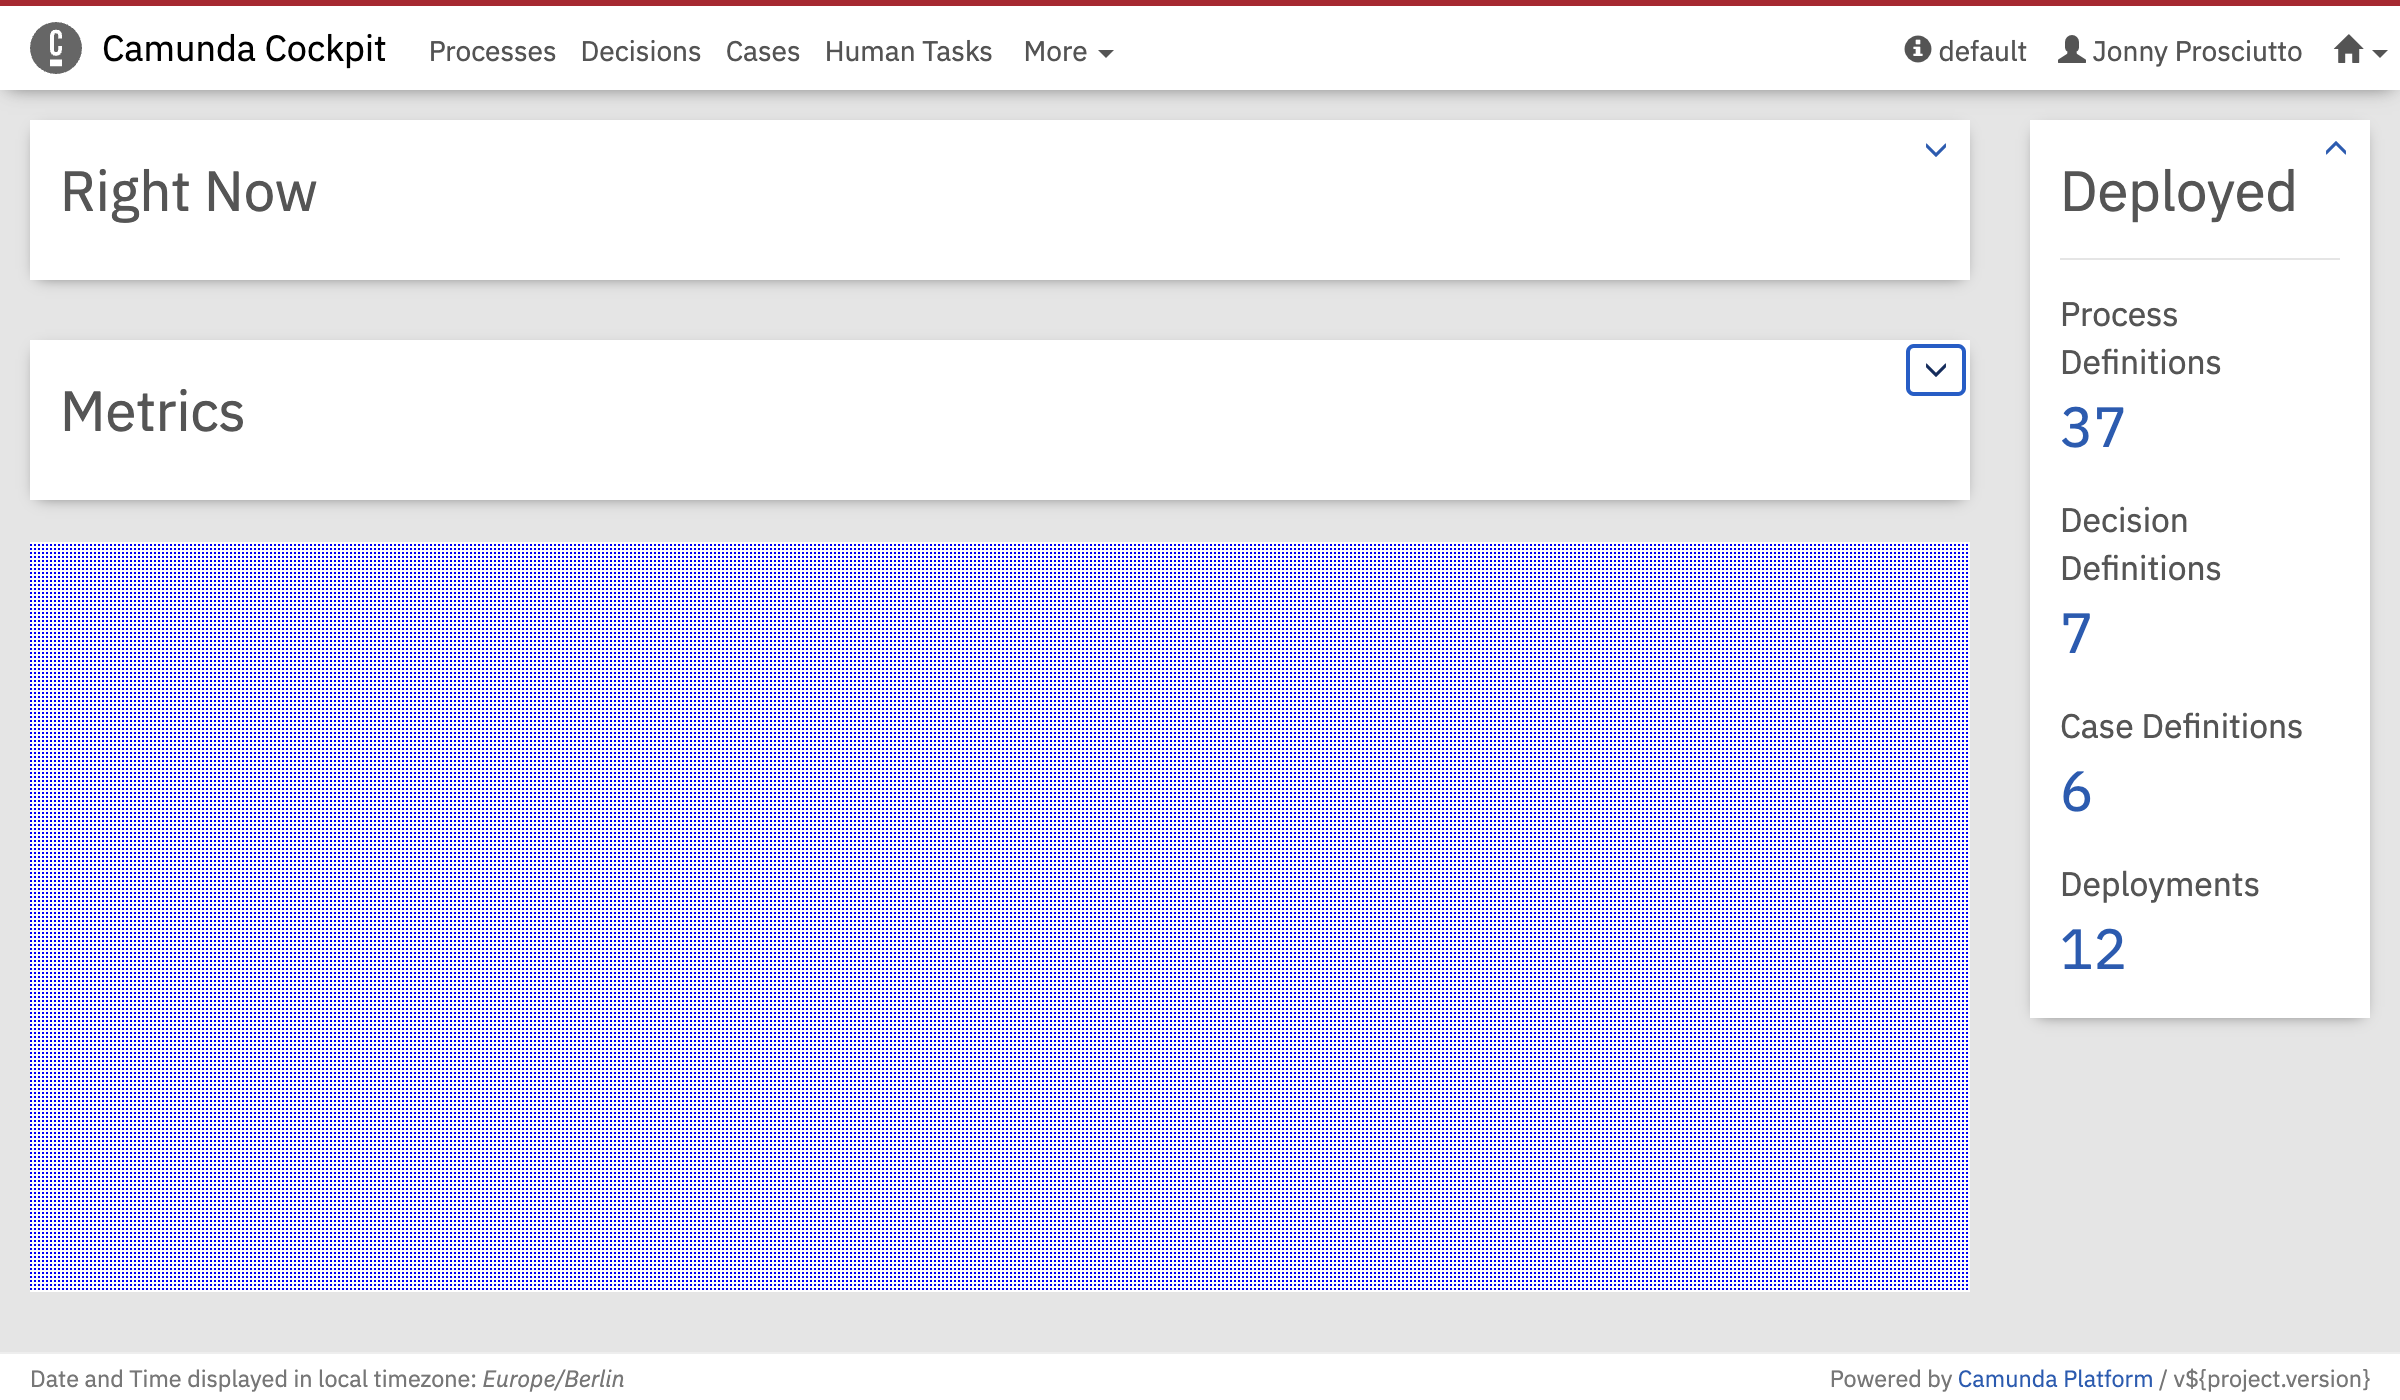 Camunda Cockpit Processes Decisions Cases Human Tasks More default Jonny Prosciutto
Right Now
Metrics
Deployed
Process
Definitions
37
Decision
Definitions
7
Case Definitions
6
Deployments
12
Date and Time displayed in local timezone: Europe/Berlin
Powered by Camunda Platform / v${project.version}